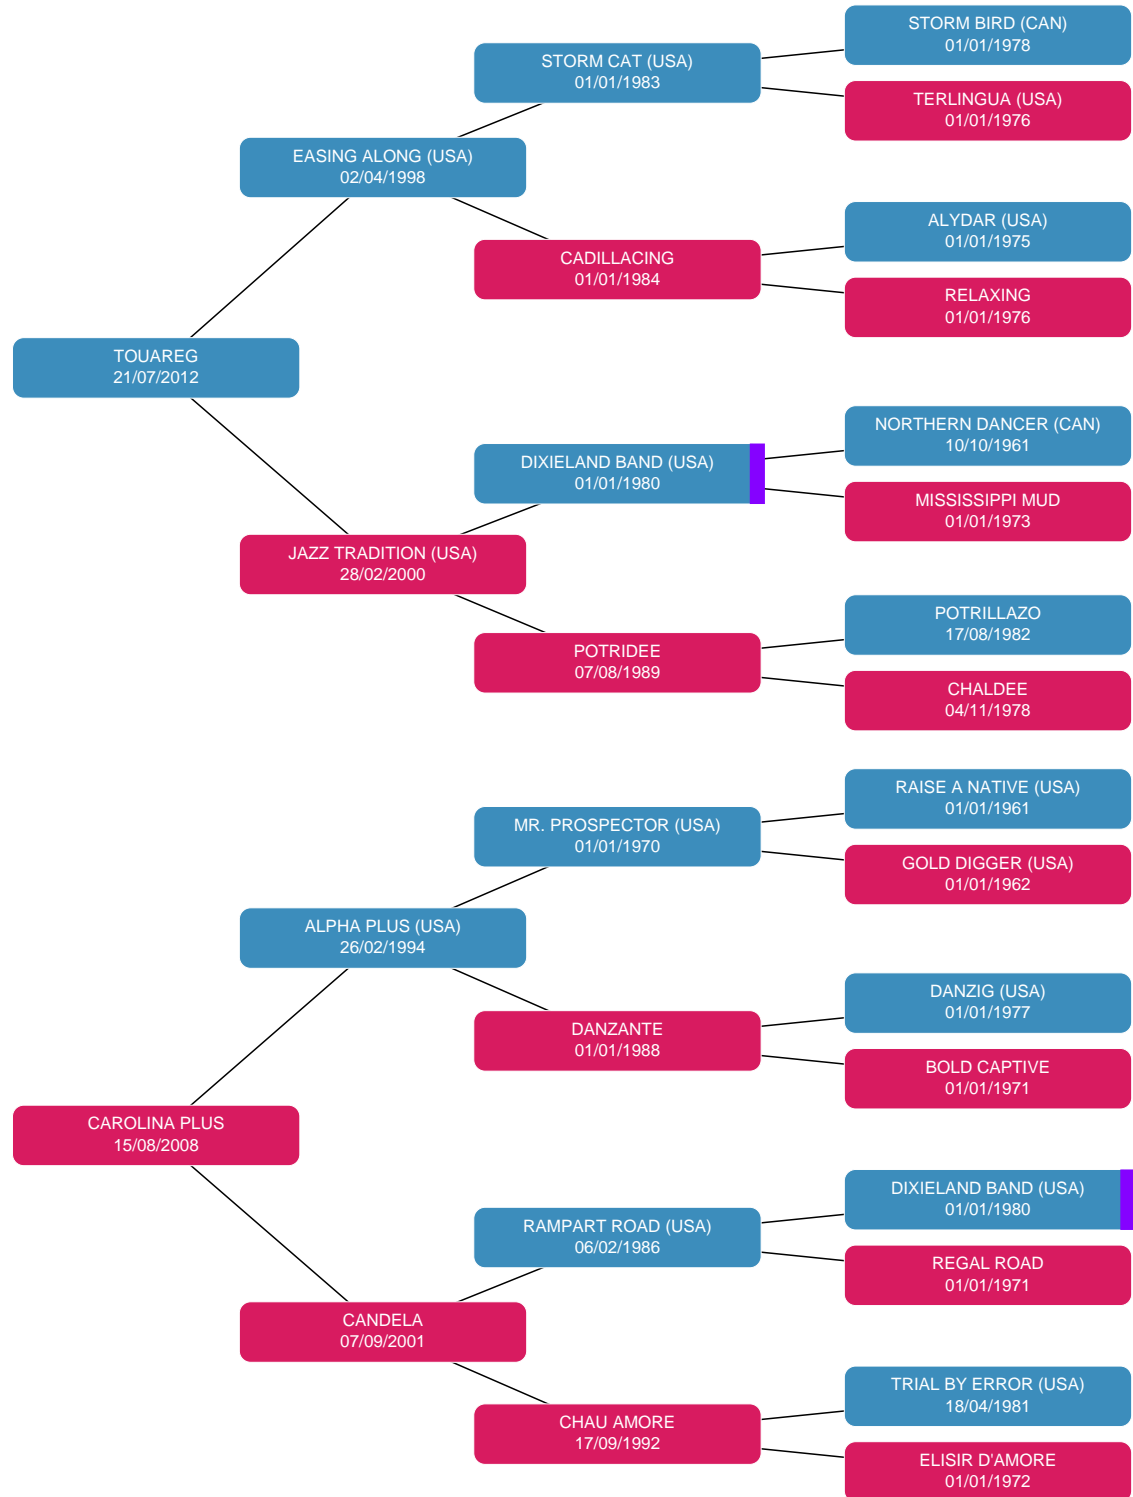 STORM BIRD (CAN)
01/01/1978
STORM CAT (USA)
01/01/1983
TERLINGUA (USA)
01/01/1976
EASING ALONG (USA)
02/04/1998
ALYDAR (USA)
01/01/1975
CADILLACING
01/01/1984
RELAXING
01/01/1976
TOUAREG
21/07/2012
NORTHERN DANCER (CAN)
10/10/1961
DIXIELAND BAND (USA)
01/01/1980
MISSISSIPPI MUD
01/01/1973
JAZZ TRADITION (USA)
28/02/2000
POTRILLAZO
17/08/1982
POTRIDEE
07/08/1989
CHALDEE
04/11/1978
RAISE A NATIVE (USA)
01/01/1961
MR. PROSPECTOR (USA)
01/01/1970
GOLD DIGGER (USA)
01/01/1962
ALPHA PLUS (USA)
26/02/1994
DANZIG (USA)
01/01/1977
DANZANTE
01/01/1988
BOLD CAPTIVE
01/01/1971
CAROLINA PLUS
15/08/2008
DIXIELAND BAND (USA)
01/01/1980
RAMPART ROAD (USA)
06/02/1986
REGAL ROAD
01/01/1971
CANDELA
07/09/2001
TRIAL BY ERROR (USA)
18/04/1981
CHAU AMORE
17/09/1992
ELISIR D'AMORE
01/01/1972